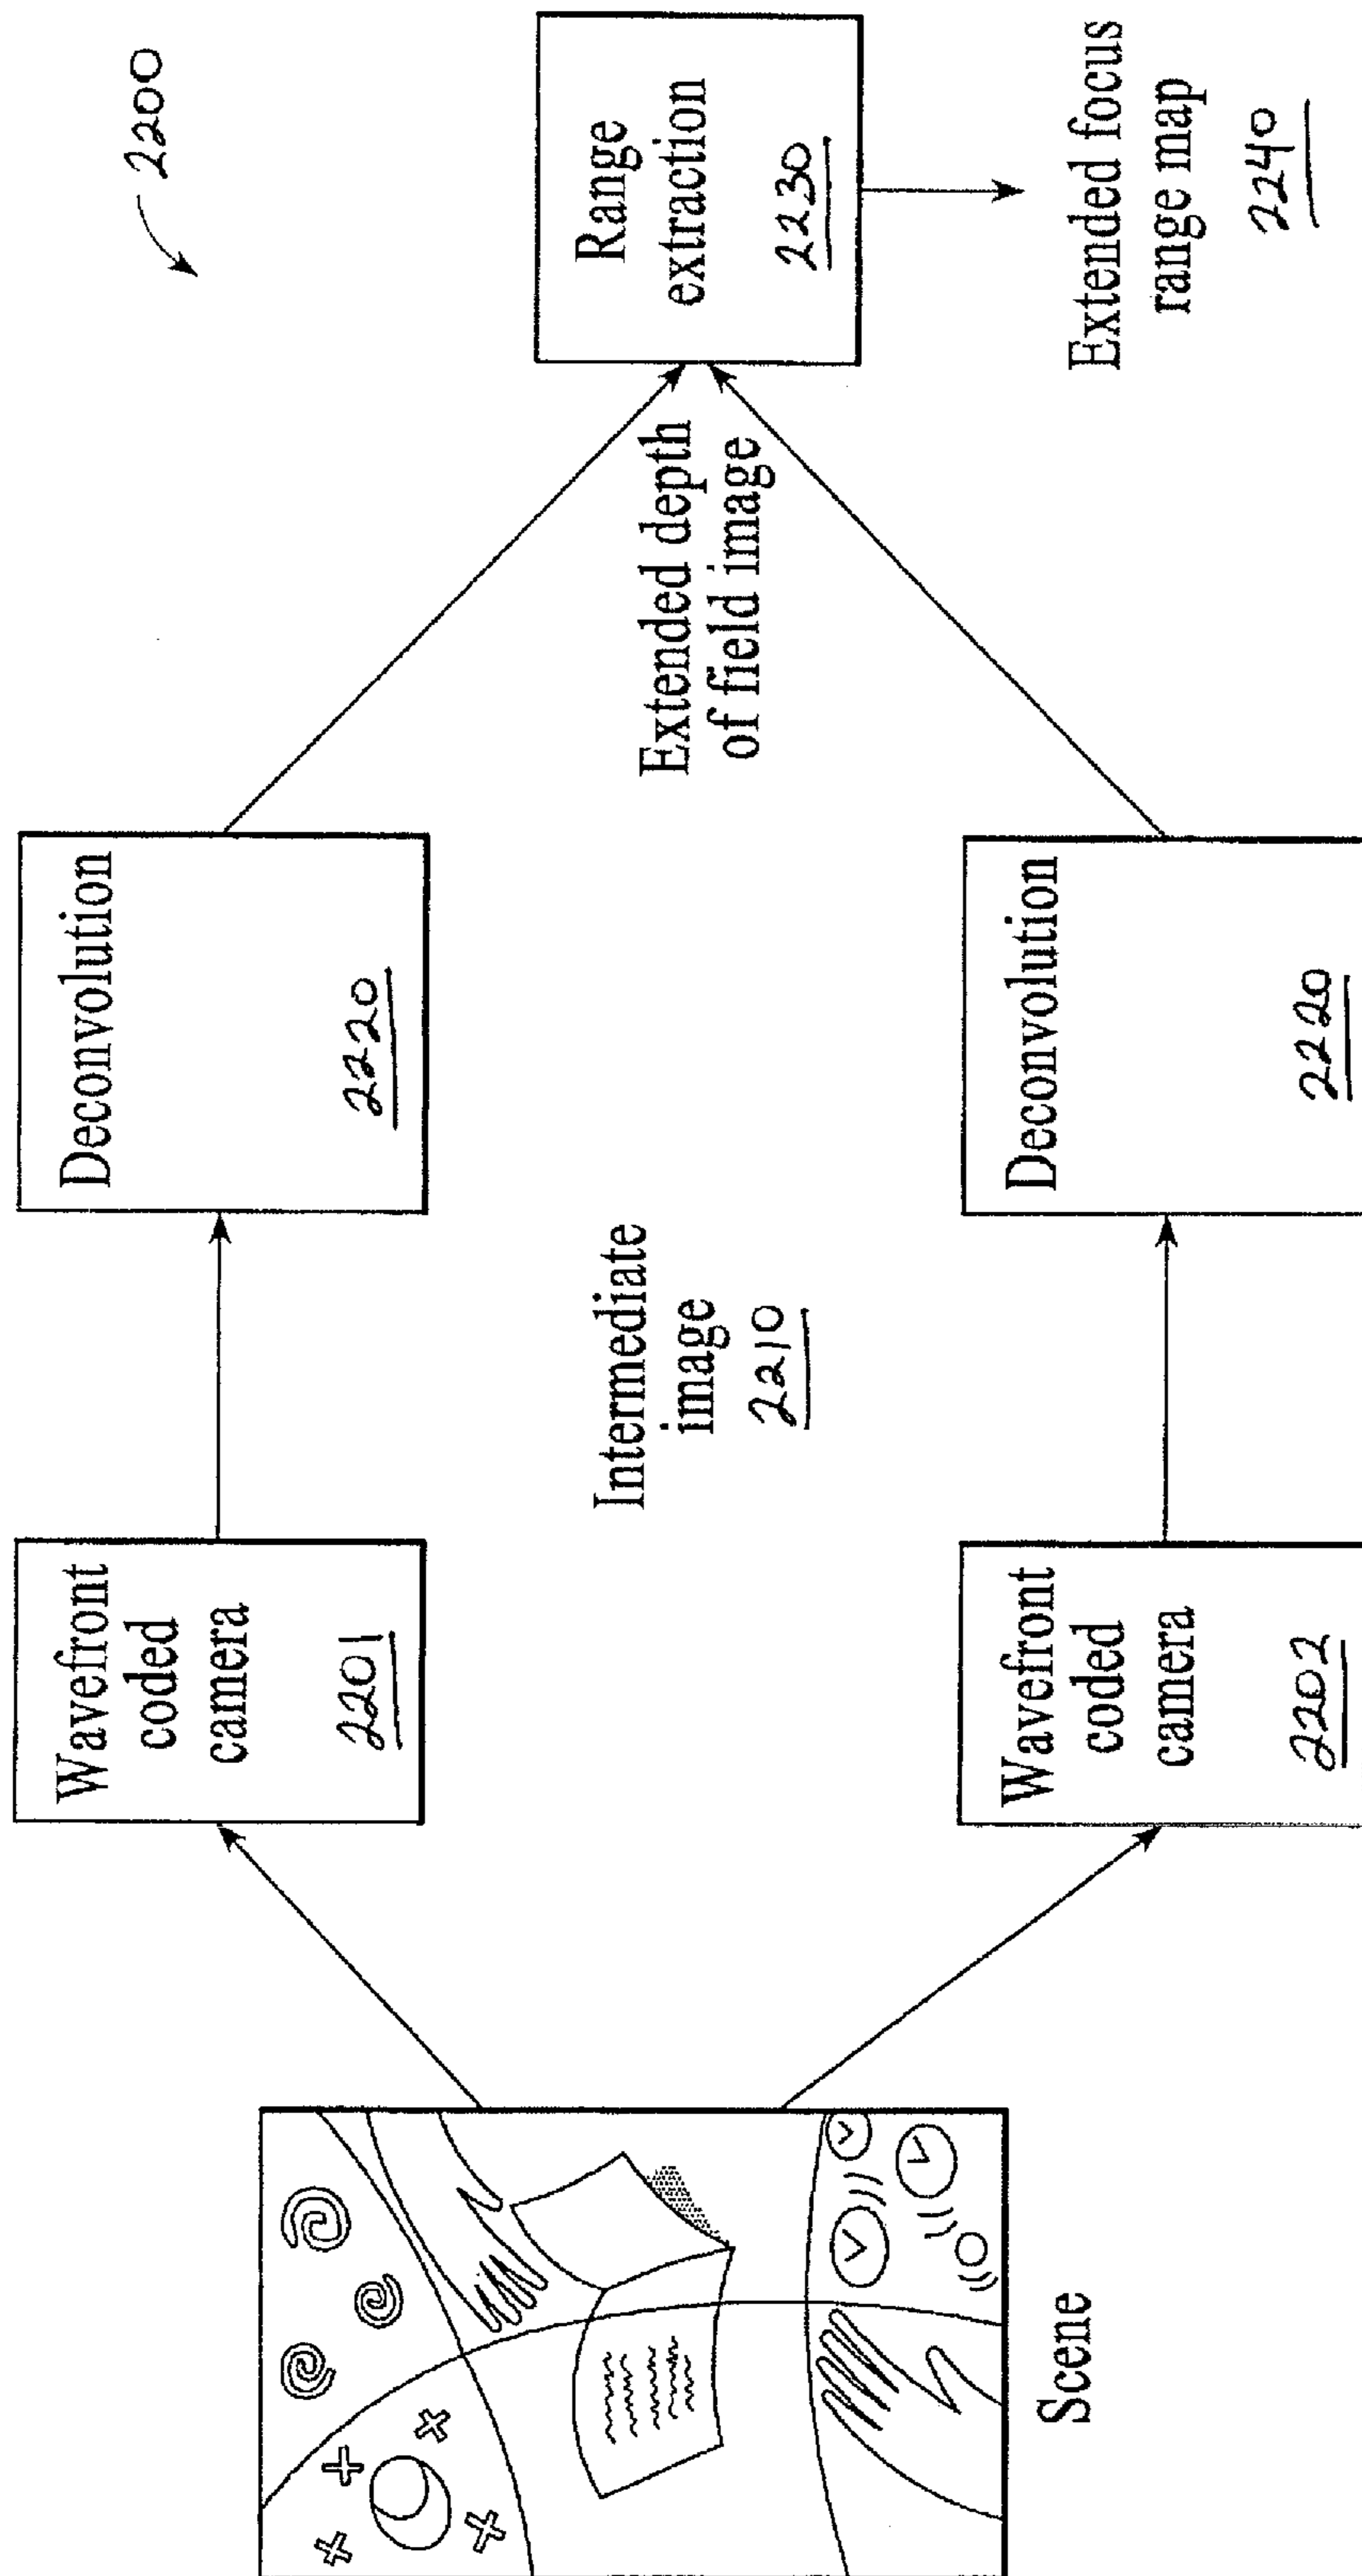 2200
Wavefront
coded
camera
2201
Deconvolution
2220
Range
extraction
2230
Intermediate
image
2210
Extended depth
of field image
Wavefront
coded
camera
2202
Deconvolution
2220
Extended focus
range map
2240
Scene